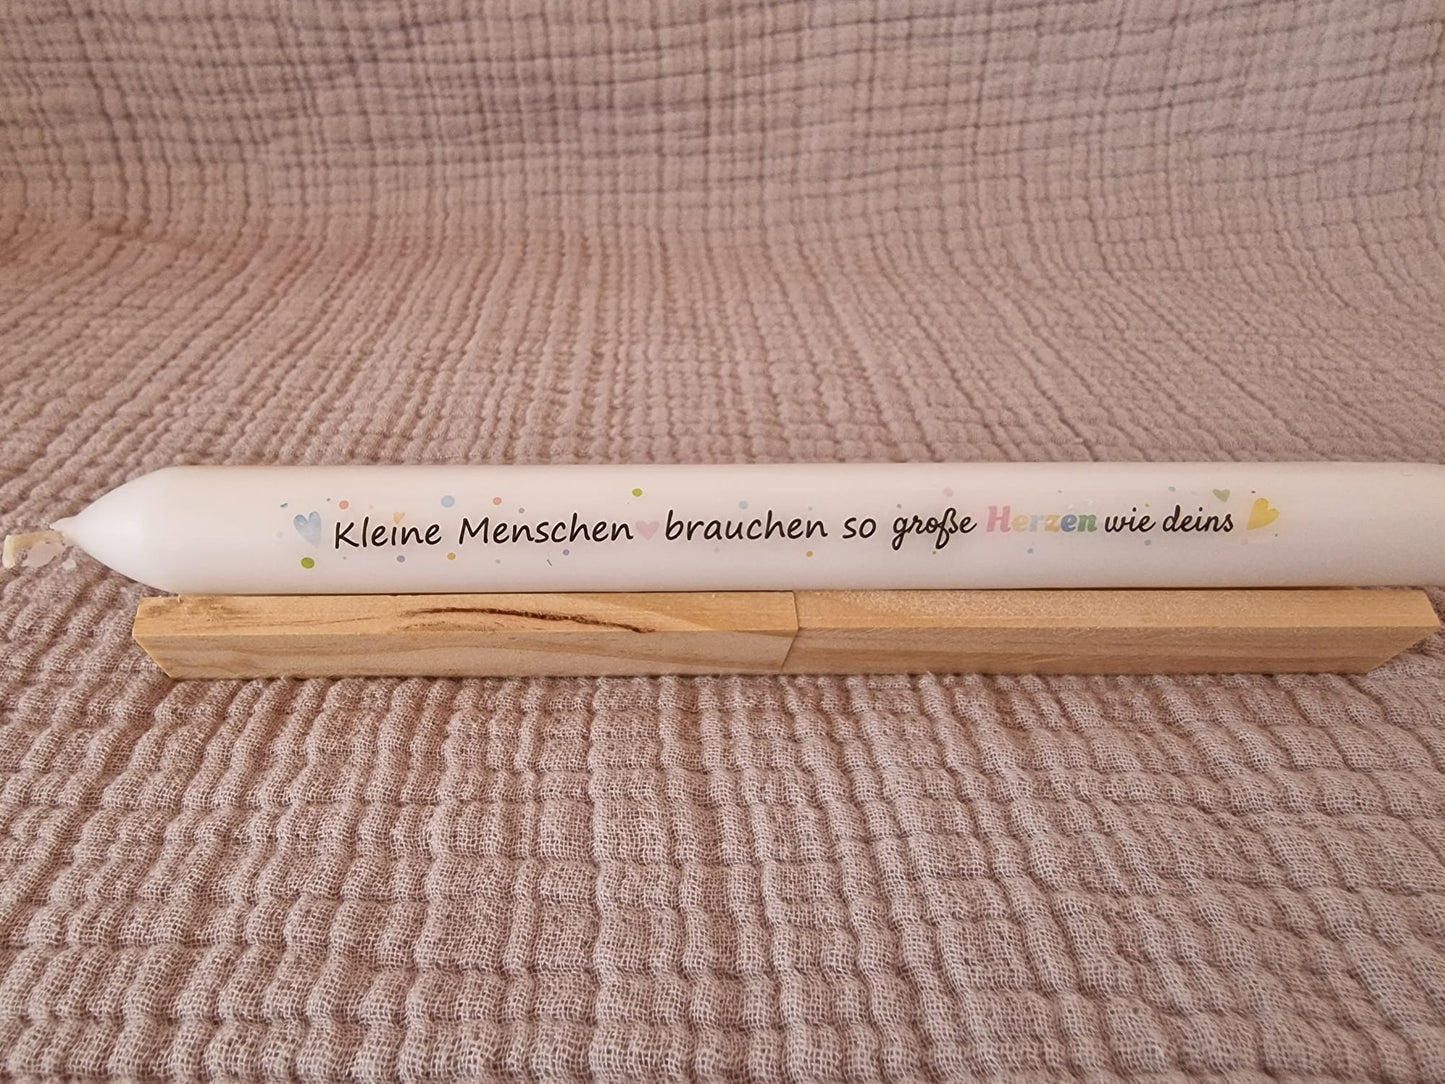 Kleine Menschen brauchen so große Herzen wie deins